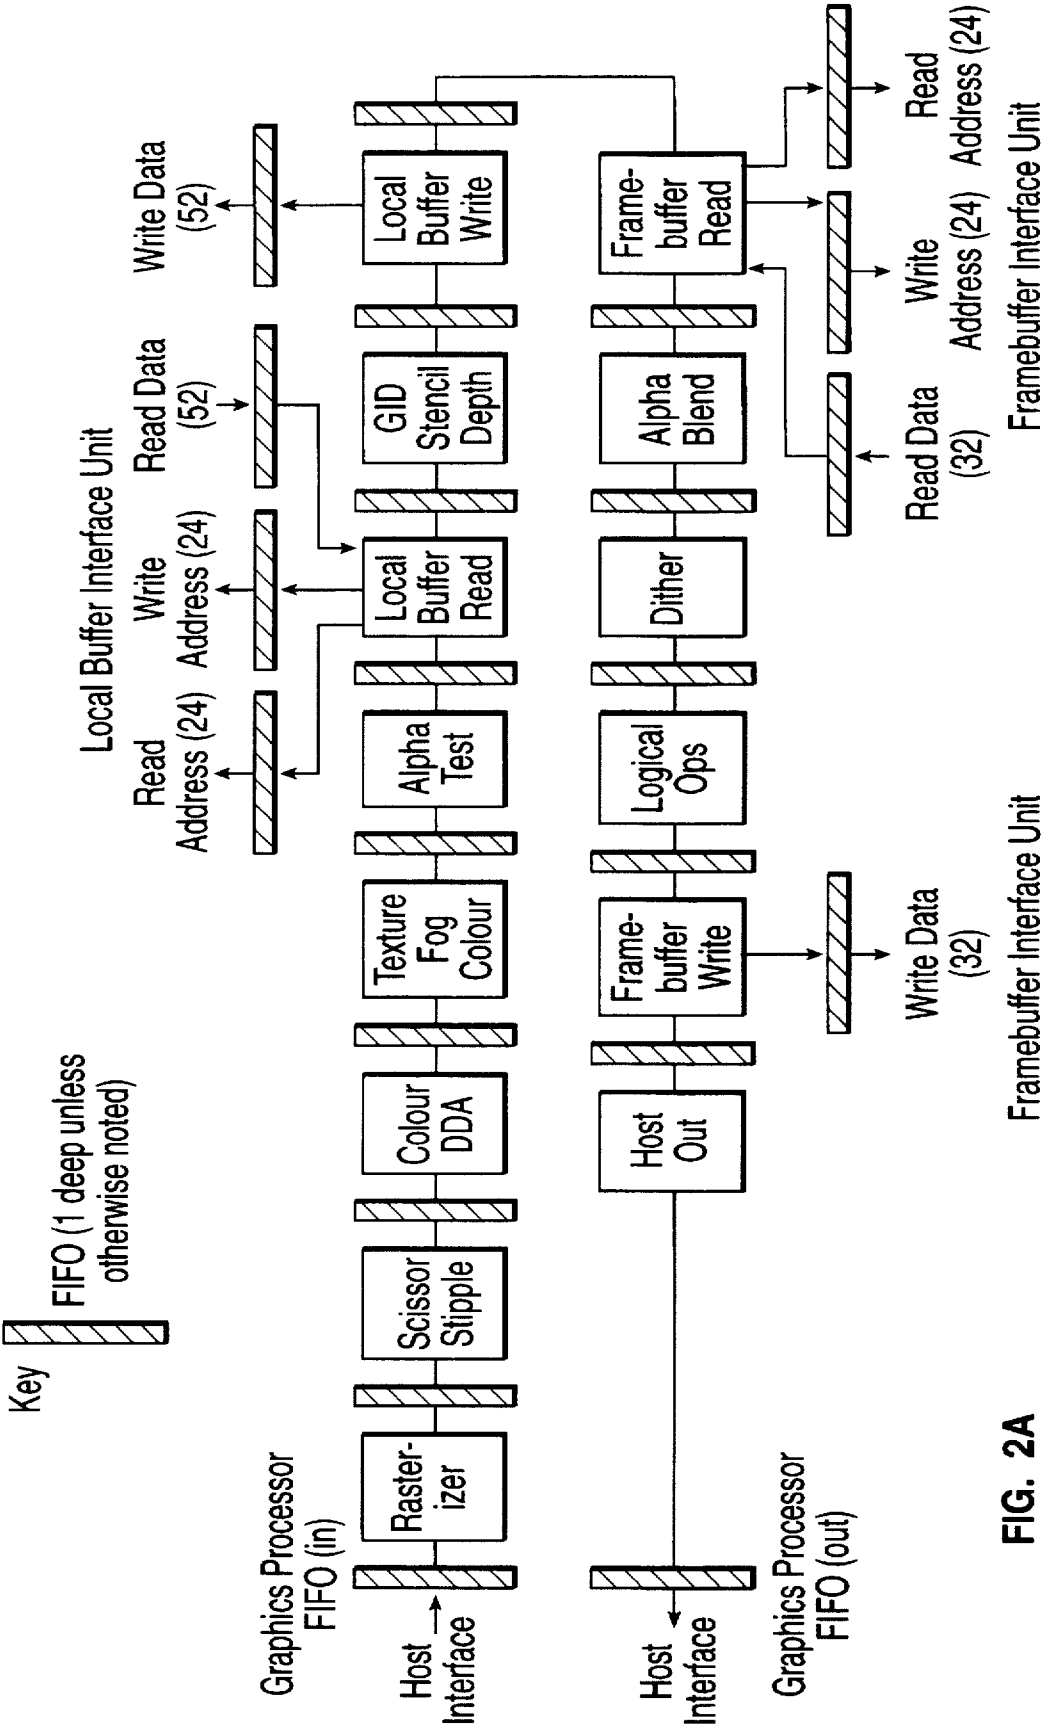 Key
FIFO (1 deep unless
otherwise noted)
Local Buffer Interface Unit
Read
Address (24)
Write
Address (24)
Read Data
(52)
Write Data
(52)
Graphics Processor
FIFO (in)
Host
Interface
Raster-
izer
Scissor
Stipple
Colour
DDA
Texture
Fog
Colour
Alpha
Test
Local
Buffer
Read
GID
Stencil
Depth
Local
Buffer
Write
Host
Interface
Graphics Processor
FIFO (out)
Host
Out
Frame-
buffer
Write
Logical
Ops
Dither
Alpha
Blend
Frame-
buffer
Read
Write Data
(32)
Framebuffer Interface Unit
Read Data
(32)
Write
Address (24)
Read
Address (24)
Framebuffer Interface Unit
FIG. 2A